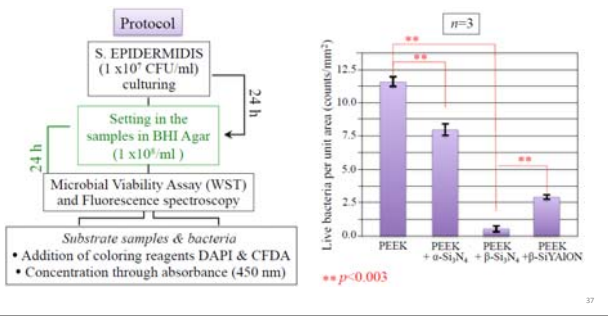 Protocol
S. EPIDERMIDIS
(1 x10⁷ CFU/ml)
culturing
24 h
Setting in the
samples in BHI Agar
(1 x10⁸/ml )
24 h
Microbial Viability Assay (WST)
and Fluorescence spectroscopy
Substrate samples & bacteria
• Addition of coloring reagents DAPI & CFDA
• Concentration through absorbance (450 nm)
n=3
Live bacteria per unit area (counts/mm²)
12.5
10.0
7.5
5.0
2.5
0.0
**
**
**
PEEK
PEEK
+ α-Si₃N₄
PEEK
+ β-Si₃N₄
PEEK
+β-SiYAlON
**p<0.003
37